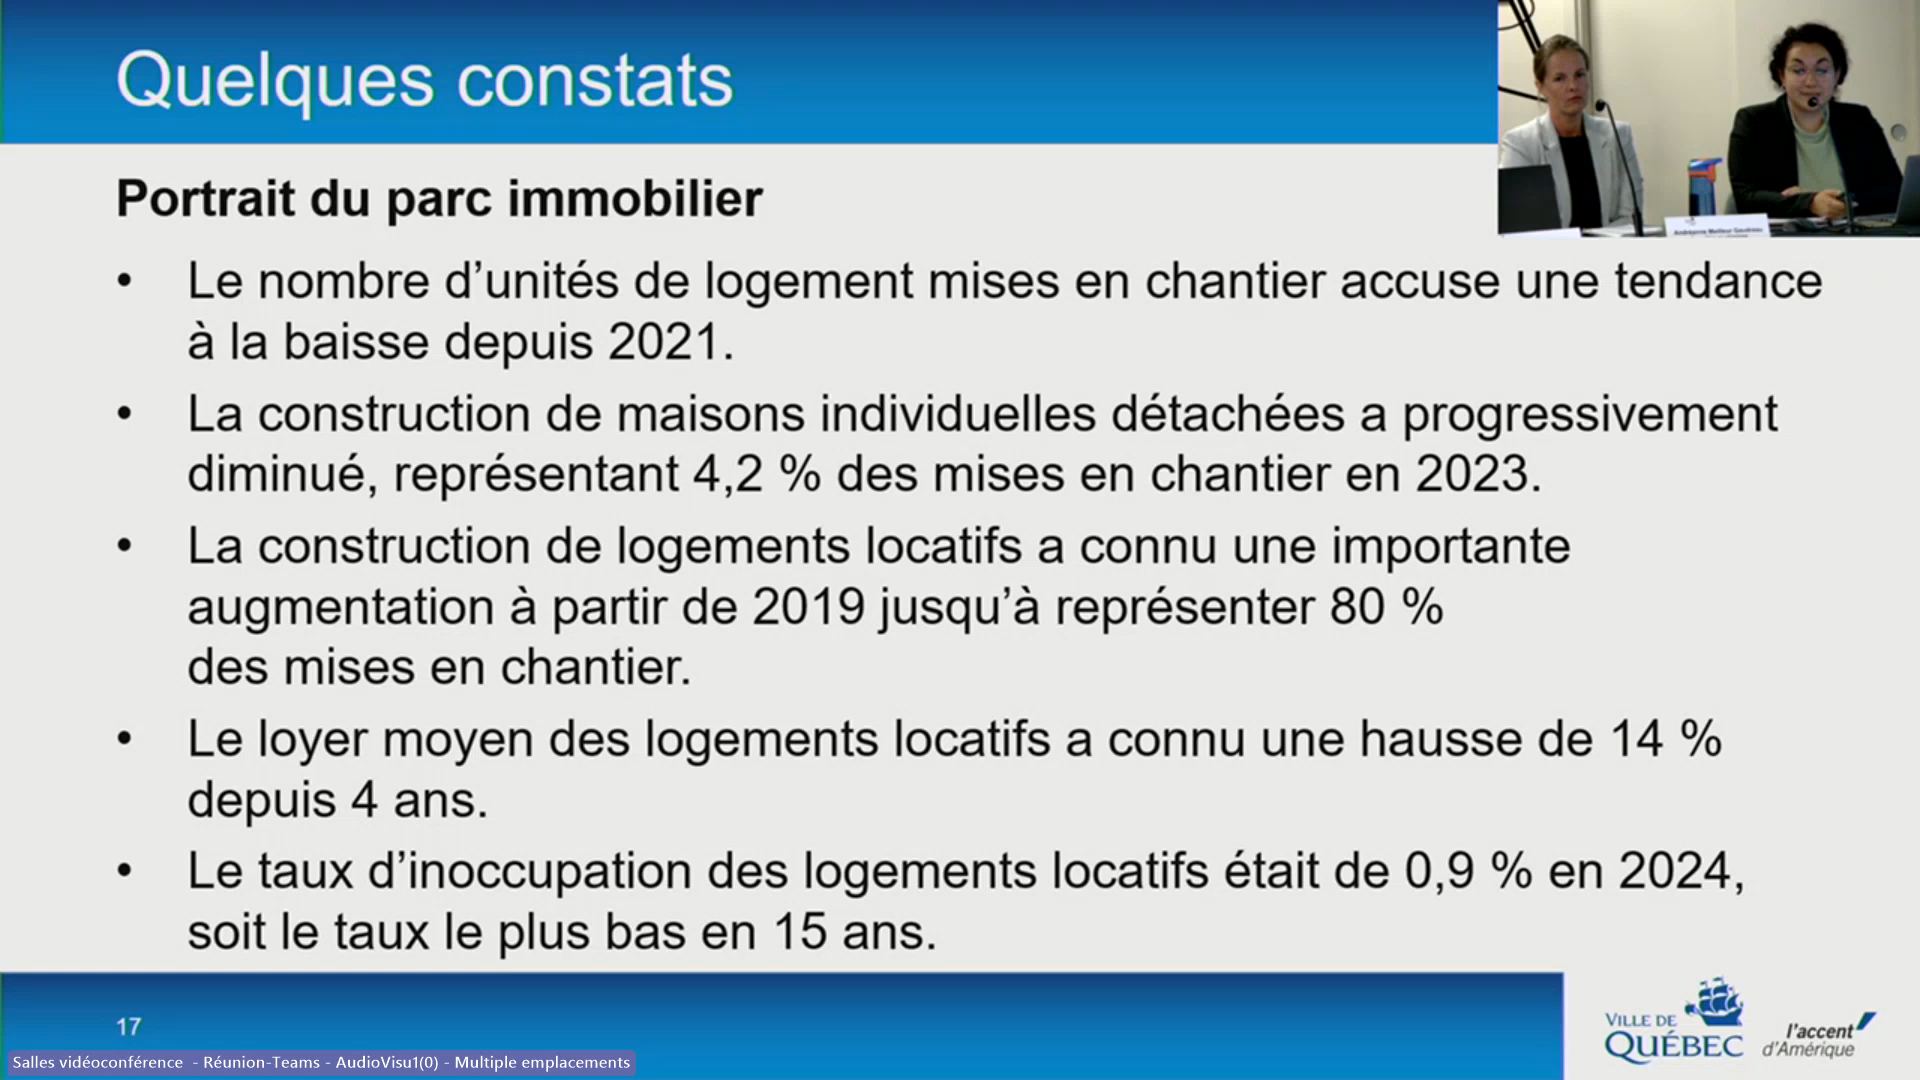 Quelques constats
Portrait du parc immobilier
• Le nombre d’unités de logement mises en chantier accuse une tendance
à la baisse depuis 2021.
• La construction de maisons individuelles détachées a progressivement
diminué, représentant 4,2 % des mises en chantier en 2023.
• La construction de logements locatifs a connu une importante
augmentation à partir de 2019 jusqu’à représenter 80 %
des mises en chantier.
• Le loyer moyen des logements locatifs a connu une hausse de 14 %
depuis 4 ans.
• Le taux d’inoccupation des logements locatifs était de 0,9 % en 2024,
soit le taux le plus bas en 15 ans.
17
VILLE DE
QUÉBEC
l'accent
d'Amérique
Salles vidéoconférence - Réunion-Teams - AudioVisu1(0) - Multiple emplacements